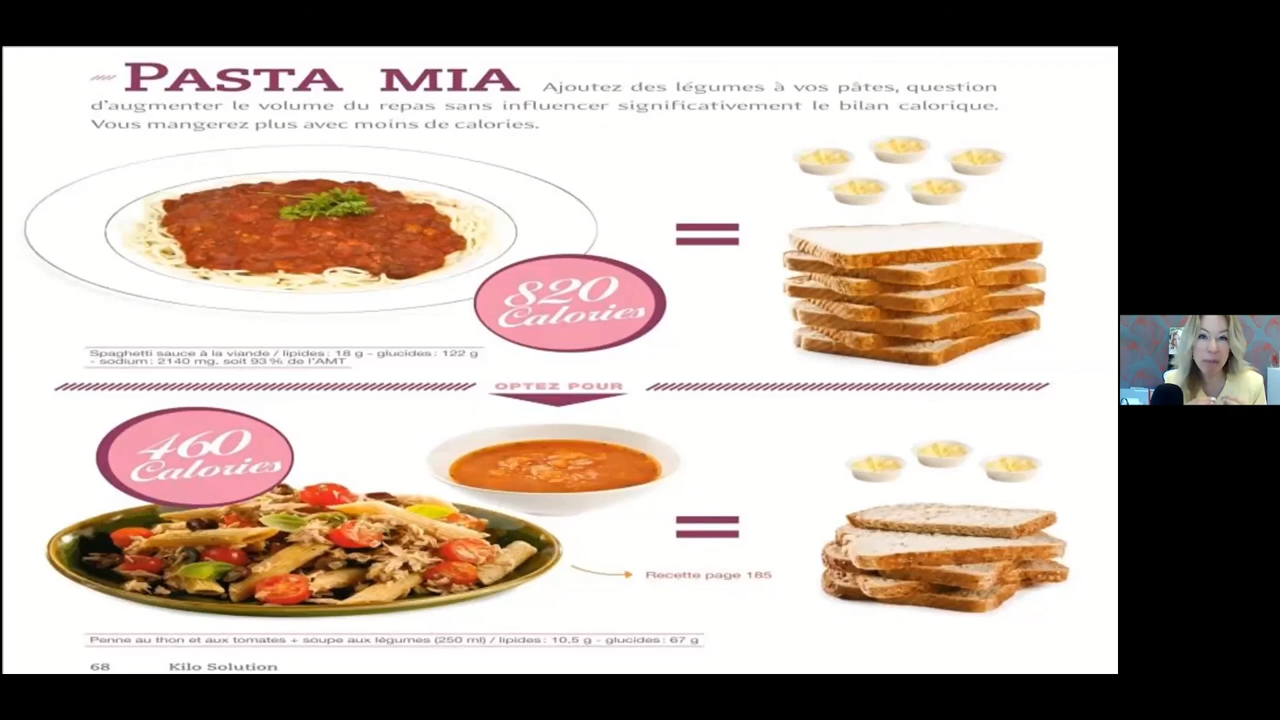 PASTA MIA Ajoutez des légumes à vos pâtes, question
d'augmenter le volume du repas sans influencer significativement le bilan calorique.
Vous mangerez plus avec moins de calories.
820
Calories
Spaghetti sauce à la viande / lipides : 18 g - glucides : 122 g
- sodium : 2140 mg, soit 93 % de l'AMT
OPTEZ POUR
460
Calories
Recette page 185
Penne au thon et aux tomates + soupe aux légumes (250 ml) / lipides : 10,5 g - glucides : 67 g
68 Kilo Solution